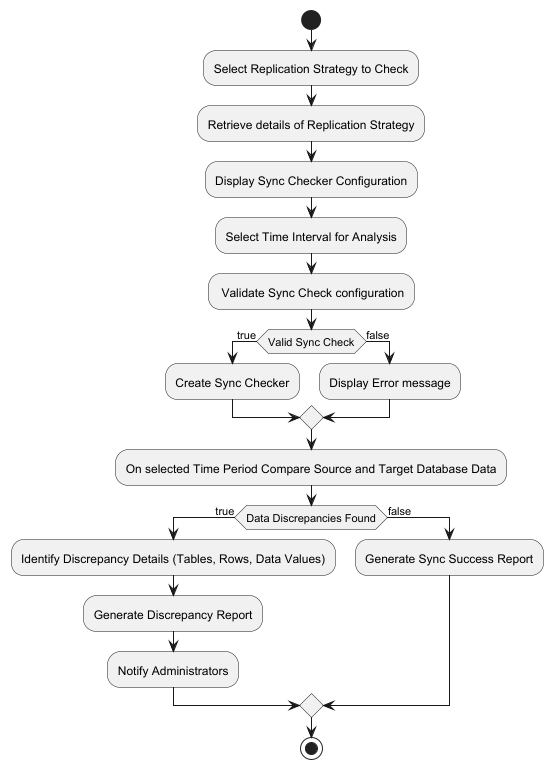 Select Replication Strategy to Check
Retrieve details of Replication Strategy
Display Sync Checker Configuration
Select Time Interval for Analysis
Validate Sync Check configuration
true
Valid Sync Check
false
Create Sync Checker
Display Error message
On selected Time Period Compare Source and Target Database Data
true
Data Discrepancies Found
false
Identify Discrepancy Details (Tables, Rows, Data Values)
Generate Sync Success Report
Generate Discrepancy Report
Notify Administrators